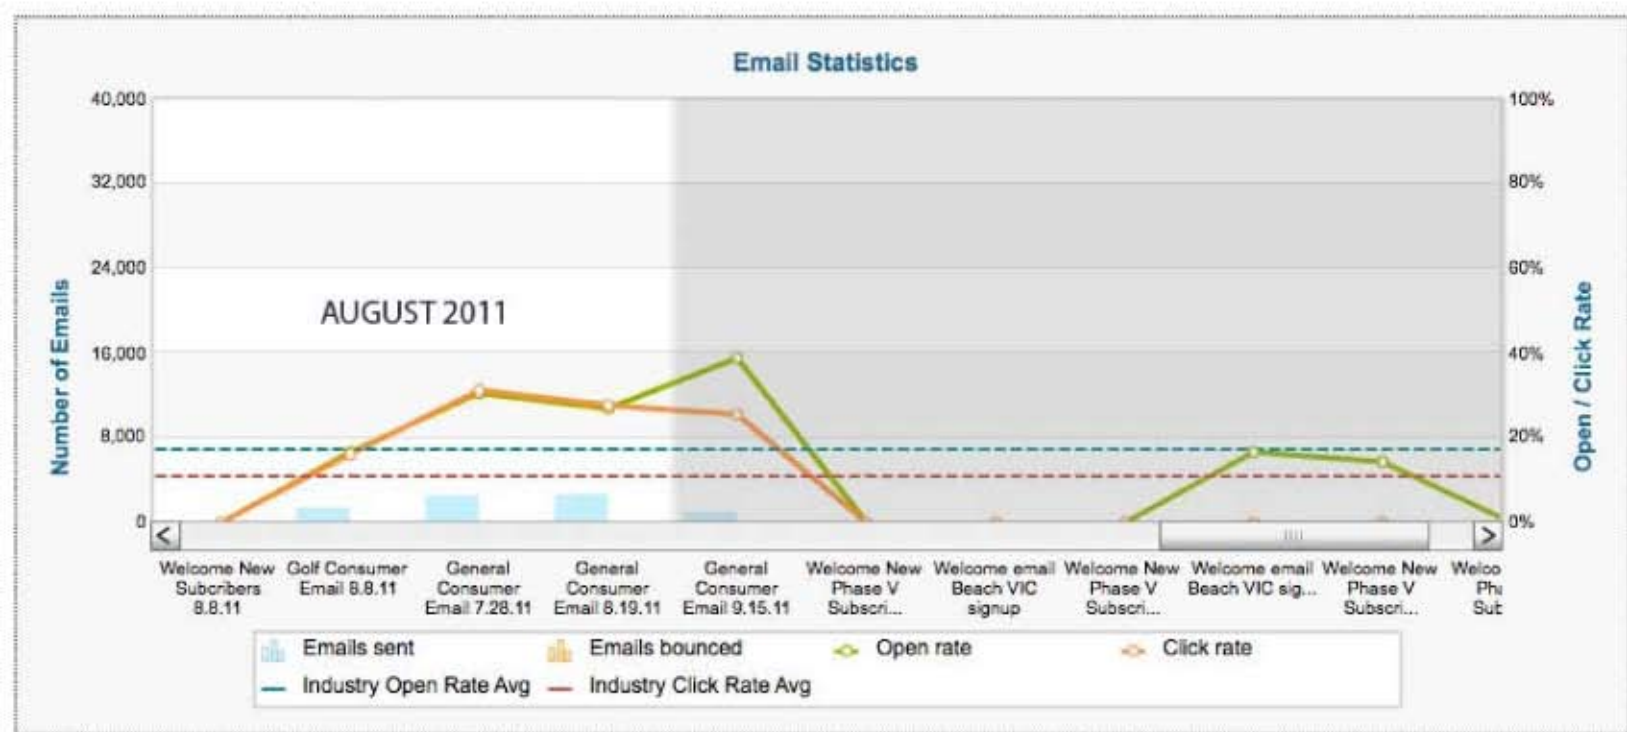 Email Statistics
40,000
100%
32,000
80%
24,000
60%
AUGUST 2011
16,000
40%
8,000
20%
0
0%
Number of Emails
Open / Click Rate
Welcome New
Subcribers
8.8.11
Golf Consumer
Email 8.8.11
General
Consumer
Email 7.28.11
General
Consumer
Email 8.19.11
General
Consumer
Email 9.15.11
Welcome New
Phase V
Subscri...
Welcome email
Beach VIC
signup
Welcome New
Phase V
Subscri...
Welcome email
Beach VIC sig...
Welcome New
Phase V
Subscri...
Welco
Pha
Sub
Emails sent
Emails bounced
Open rate
Click rate
Industry Open Rate Avg
Industry Click Rate Avg